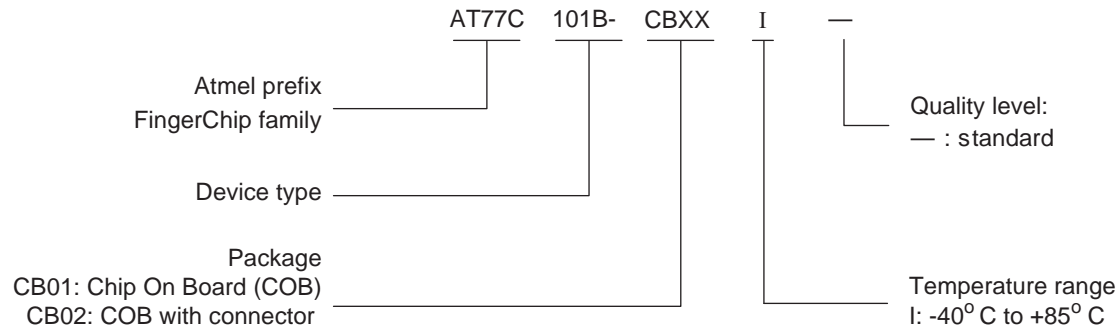 AT77C 101B- CBXX I —
Atmel prefix
FingerChip family
Quality level:
— : standard
Device type
Package
CB01: Chip On Board (COB)
CB02: COB with connector
Temperature range
I: -40° C to +85° C